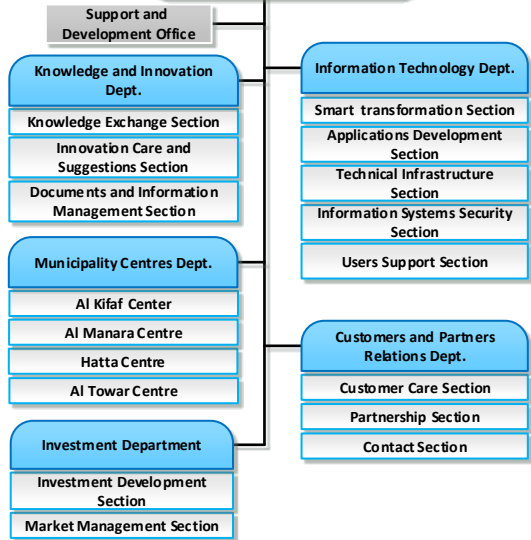 Support and
Development Office
Knowledge and Innovation
Dept.
Knowledge Exchange Section
Innovation Care and
Suggestions Section
Documents and Information
Management Section
Municipality Centres Dept.
Al Kifaf Center
Al Manara Centre
Hatta Centre
Al Towar Centre
Investment Department
Investment Development
Section
Market Management Section
Information Technology Dept.
Smart transformation Section
Applications Development
Section
Technical Infrastructure
Section
Information Systems Security
Section
Users Support Section
Customers and Partners
Relations Dept.
Customer Care Section
Partnership Section
Contact Section